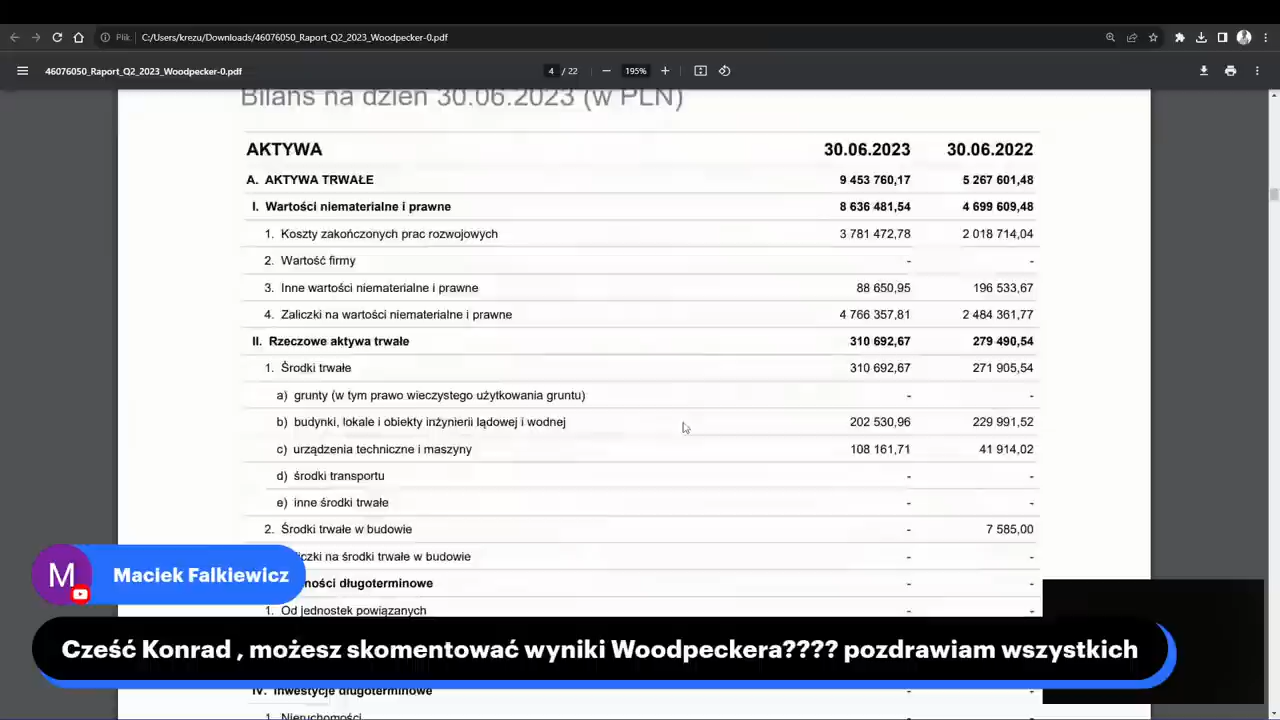 Plik
C:/Users/krezu/Downloads/46076050_Raport_Q2_2023_Woodpecker-0.pdf
46076050_Raport_Q2_2023_Woodpecker-0.pdf
4 / 22
195%
Bilans na dzień 30.06.2023 (w PLN)
AKTYWA 30.06.2023 30.06.2022
A. AKTYWA TRWAŁE 9 453 760,17 5 267 601,48
I. Wartości niematerialne i prawne 8 636 481,54 4 699 609,48
1. Koszty zakończonych prac rozwojowych 3 781 472,78 2 018 714,04
2. Wartość firmy - -
3. Inne wartości niematerialne i prawne 88 650,95 196 533,67
4. Zaliczki na wartości niematerialne i prawne 4 766 357,81 2 484 361,77
II. Rzeczowe aktywa trwałe 310 692,67 279 490,54
1. Środki trwałe 310 692,67 271 905,54
a) grunty (w tym prawo wieczystego użytkowania gruntu) - -
b) budynki, lokale i obiekty inżynierii lądowej i wodnej 202 530,96 229 991,52
c) urządzenia techniczne i maszyny 108 161,71 41 914,02
d) środki transportu - -
e) inne środki trwałe - -
2. Środki trwałe w budowie - 7 585,00
iczki na środki trwałe w budowie - -
M
Maciek Falkiewicz
ności długoterminowe - -
1. Od jednostek powiązanych - -
Cześć Konrad , możesz skomentować wyniki Woodpeckera???? pozdrawiam wszystkich
IV. Inwestycje długoterminowe - -
1. Nieruchomości - -